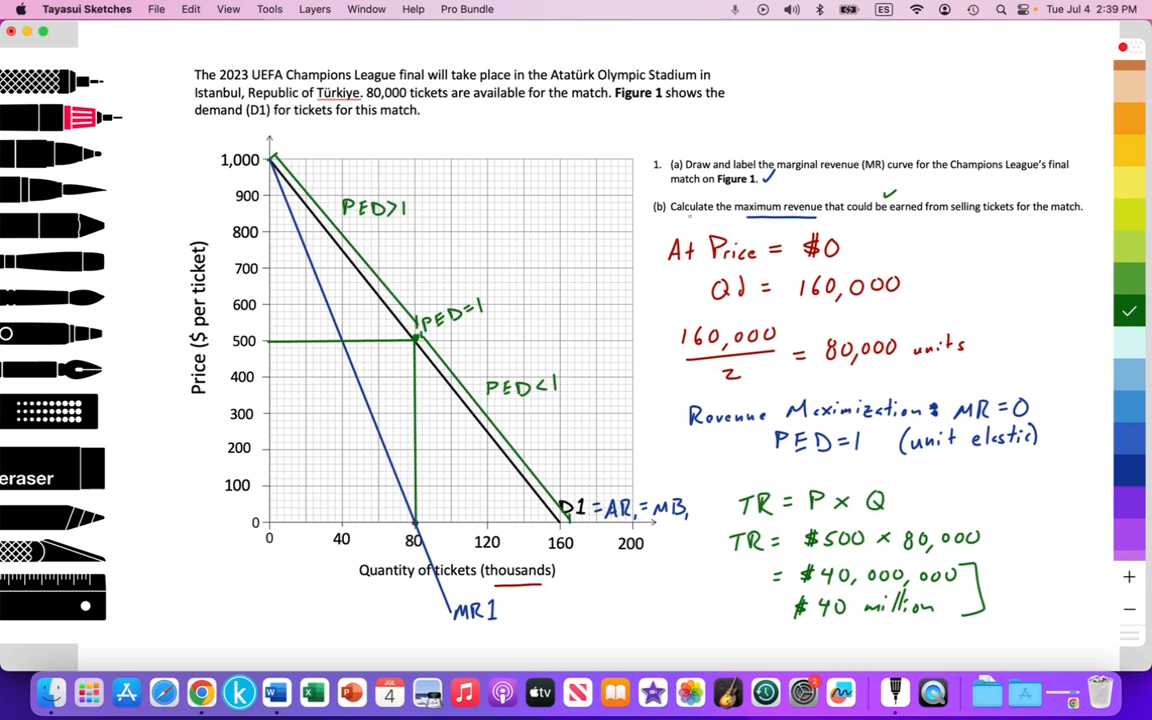 Tayasui Sketches File Edit View Tools Layers Window Help Pro Bundle ES Tue Jul 4 2:39 PM
The 2023 UEFA Champions League final will take place in the Atatürk Olympic Stadium in
Istanbul, Republic of Türkiye. 80,000 tickets are available for the match. Figure 1 shows the
demand (D1) for tickets for this match.
1. (a) Draw and label the marginal revenue (MR) curve for the Champions League's final
match on Figure 1.
(b) Calculate the maximum revenue that could be earned from selling tickets for the match.
Price ($ per ticket)
1,000
900
800
700
600
500
400
300
200
100
0
0 40 80 120 160 200
Quantity of tickets (thousands)
PED>1
PED=1
PED<1
D1 = AR, = MB,
MR1
At Price = $0
Qd = 160,000
160,000
2
= 80,000 units
Revenue Maximization: MR=0
PED=1 (unit elastic)
TR = P x Q
TR = $500 x 80,000
= $40,000,000
$40 million
eraser
JUL
4
tv
2